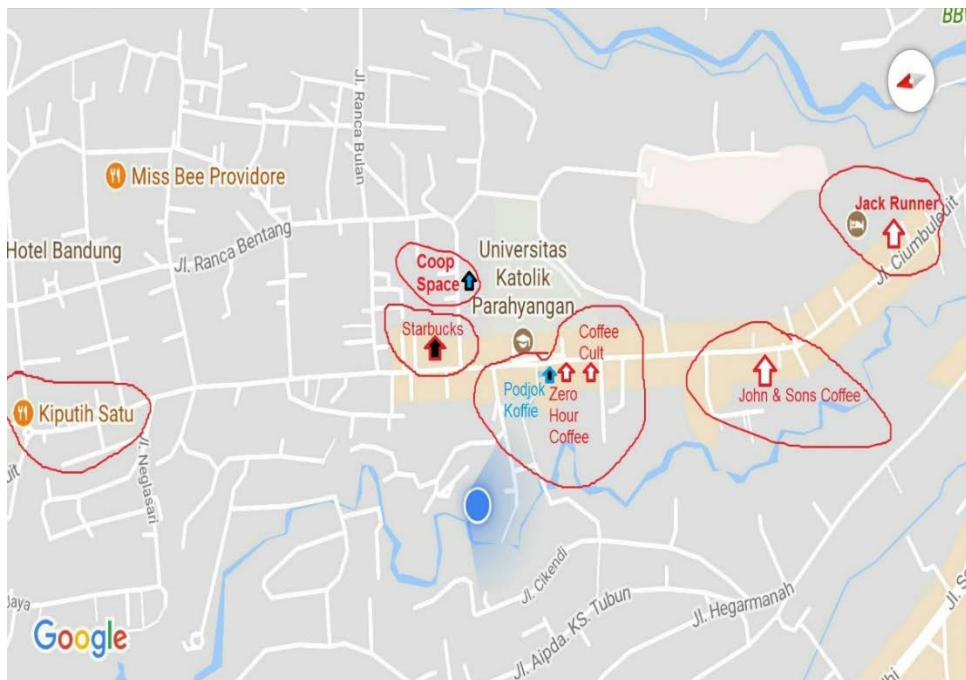 BB
Jl. Ranca Bulan
Miss Bee Providore
Jack Runner
Jl. Ciumbuleuit
Hotel Bandung
Jl. Ranca Bentang
Coop
Space
Universitas
Katolik
Parahyangan
Starbucks
Coffee
Cult
Podjok
Koffie
Zero
Hour
Coffee
John & Sons Coffee
Kiputih Satu
Jl. Neglasari
uit
Jl. Cikendi
Jl. Aipda. KS. Tubun
Jl. Hegarmanah
jaya
Google